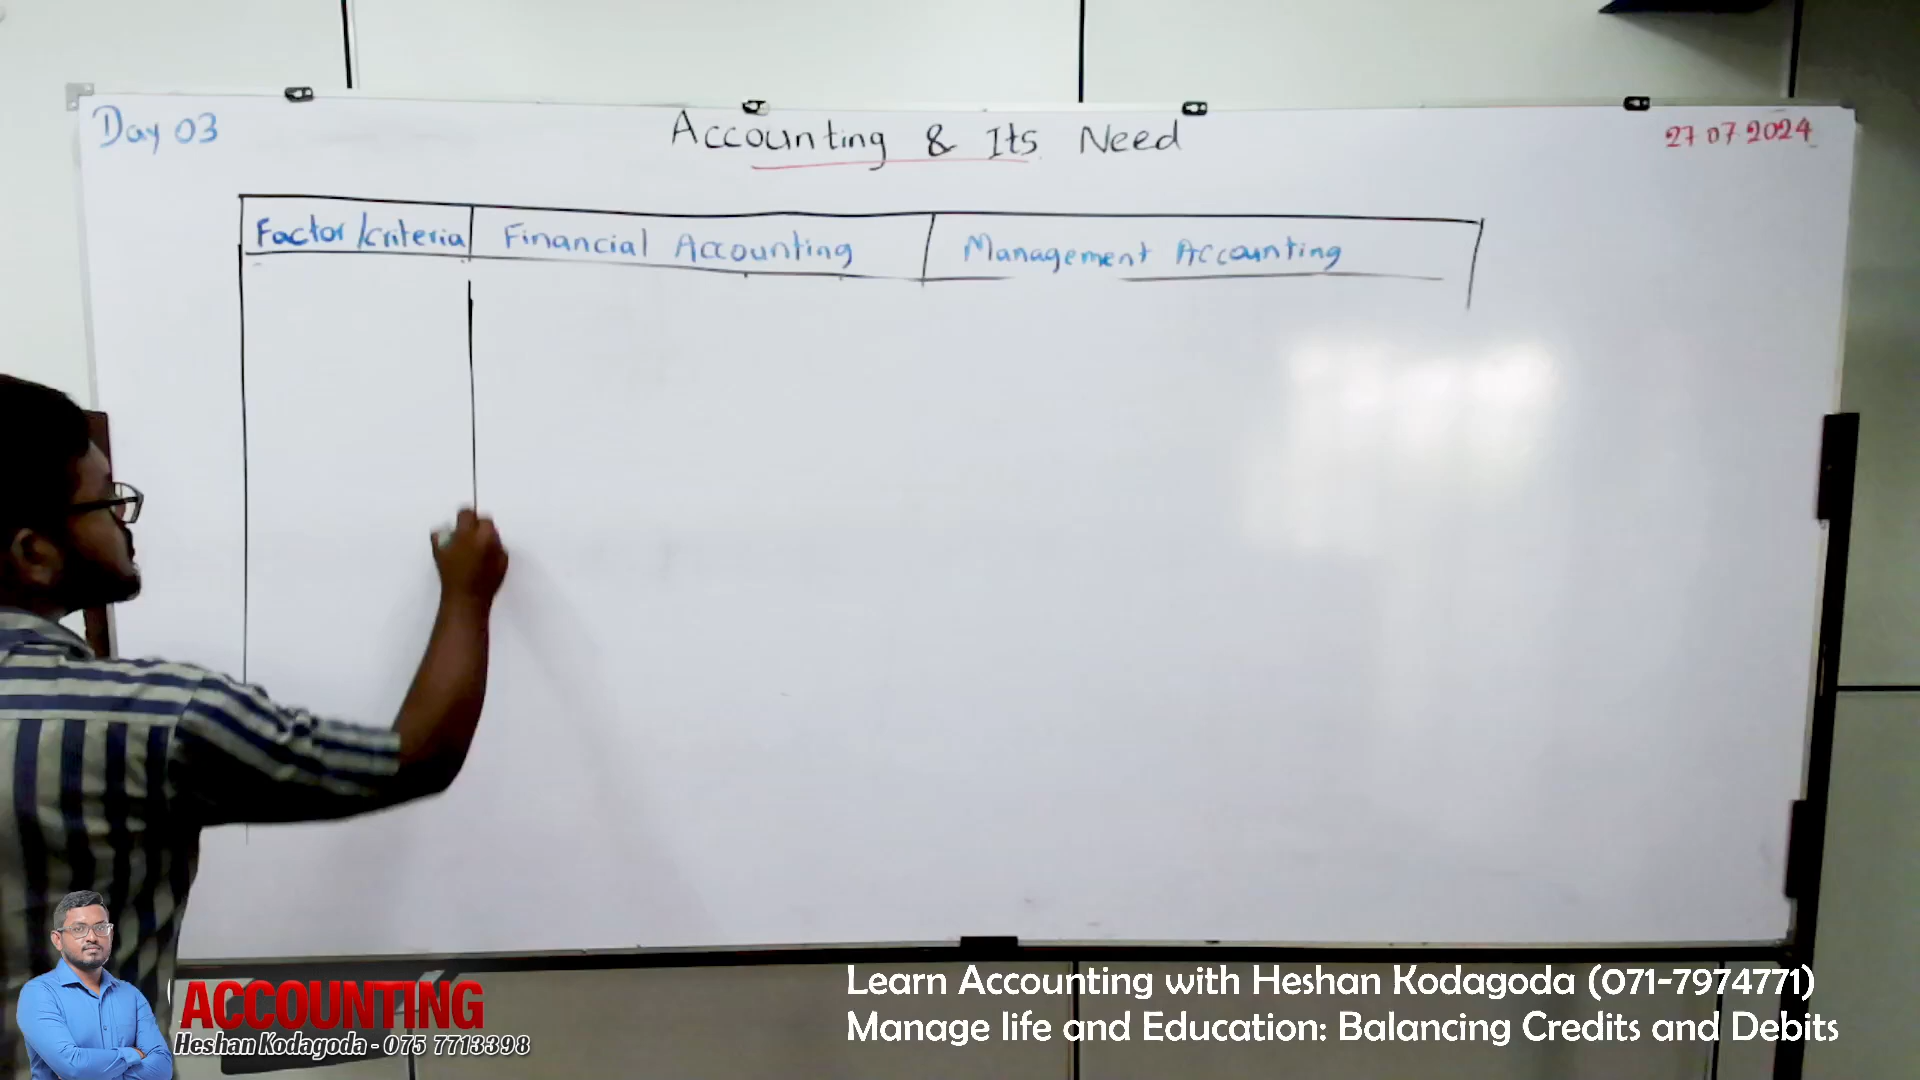 Day 03
Accounting & Its Need
27 07 2024
Factor/criteria
Financial Accounting
Management Accounting
ACCOUNTING
Heshan Kodagoda - 075 7713398
Learn Accounting with Heshan Kodagoda (071-7974771)
Manage life and Education: Balancing Credits and Debits